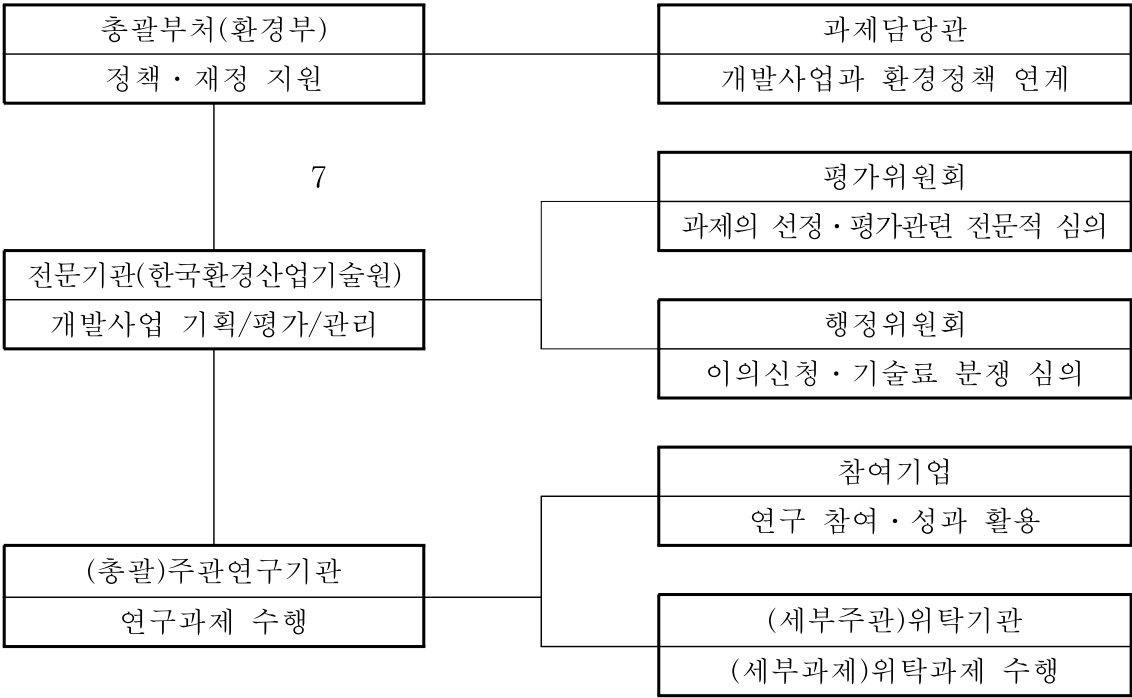 총괄부처(환경부)
정책·재정 지원
과제담당관
개발사업과 환경정책 연계
7
평가위원회
과제의 선정·평가관련 전문적 심의
전문기관(한국환경산업기술원)
개발사업 기획/평가/관리
행정위원회
이의신청·기술료 분쟁 심의
참여기업
연구 참여·성과 활용
(총괄)주관연구기관
연구과제 수행
(세부주관)위탁기관
(세부과제)위탁과제 수행